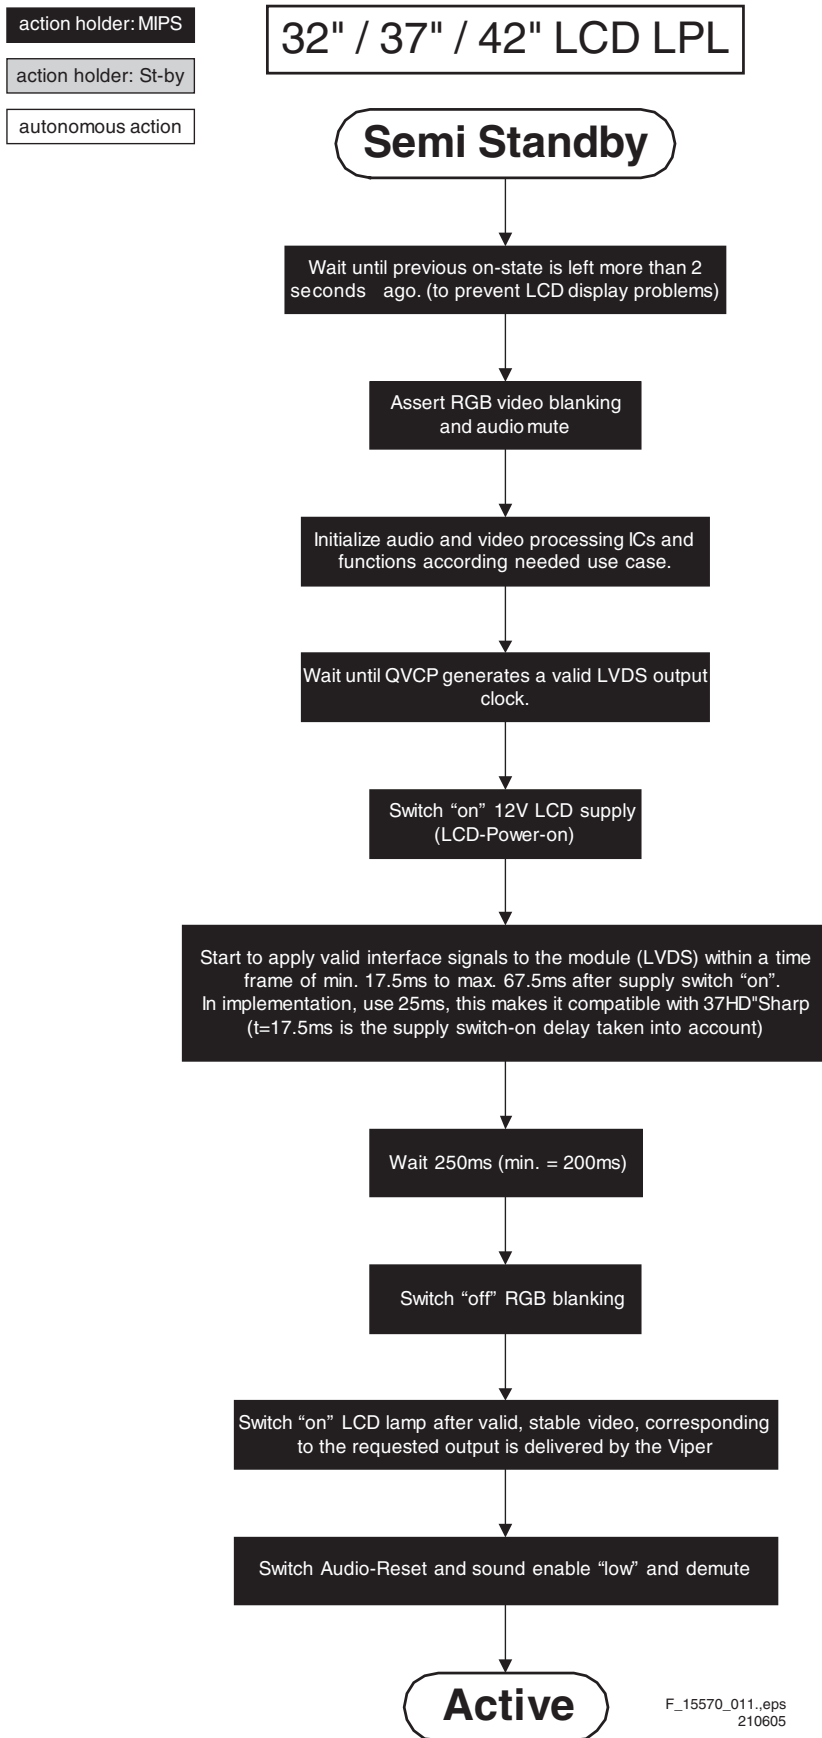 action holder: MIPS
action holder: St-by
autonomous action
32" / 37" / 42" LCD LPL
Semi Standby
Wait until previous on-state is left more than 2
seconds ago. (to prevent LCD display problems)
Assert RGB video blanking
and audio mute
Initialize audio and video processing ICs and
functions according needed use case.
Wait until QVCP generates a valid LVDS output
clock.
Switch “on” 12V LCD supply
(LCD-Power-on)
Start to apply valid interface signals to the module (LVDS) within a time
frame of min. 17.5ms to max. 67.5ms after supply switch “on”.
In implementation, use 25ms, this makes it compatible with 37HD"Sharp
(t=17.5ms is the supply switch-on delay taken into account)
Wait 250ms (min. = 200ms)
Switch “off” RGB blanking
Switch “on” LCD lamp after valid, stable video, corresponding
to the requested output is delivered by the Viper
Switch Audio-Reset and sound enable “low” and demute
Active
F_15570_011.,eps
210605